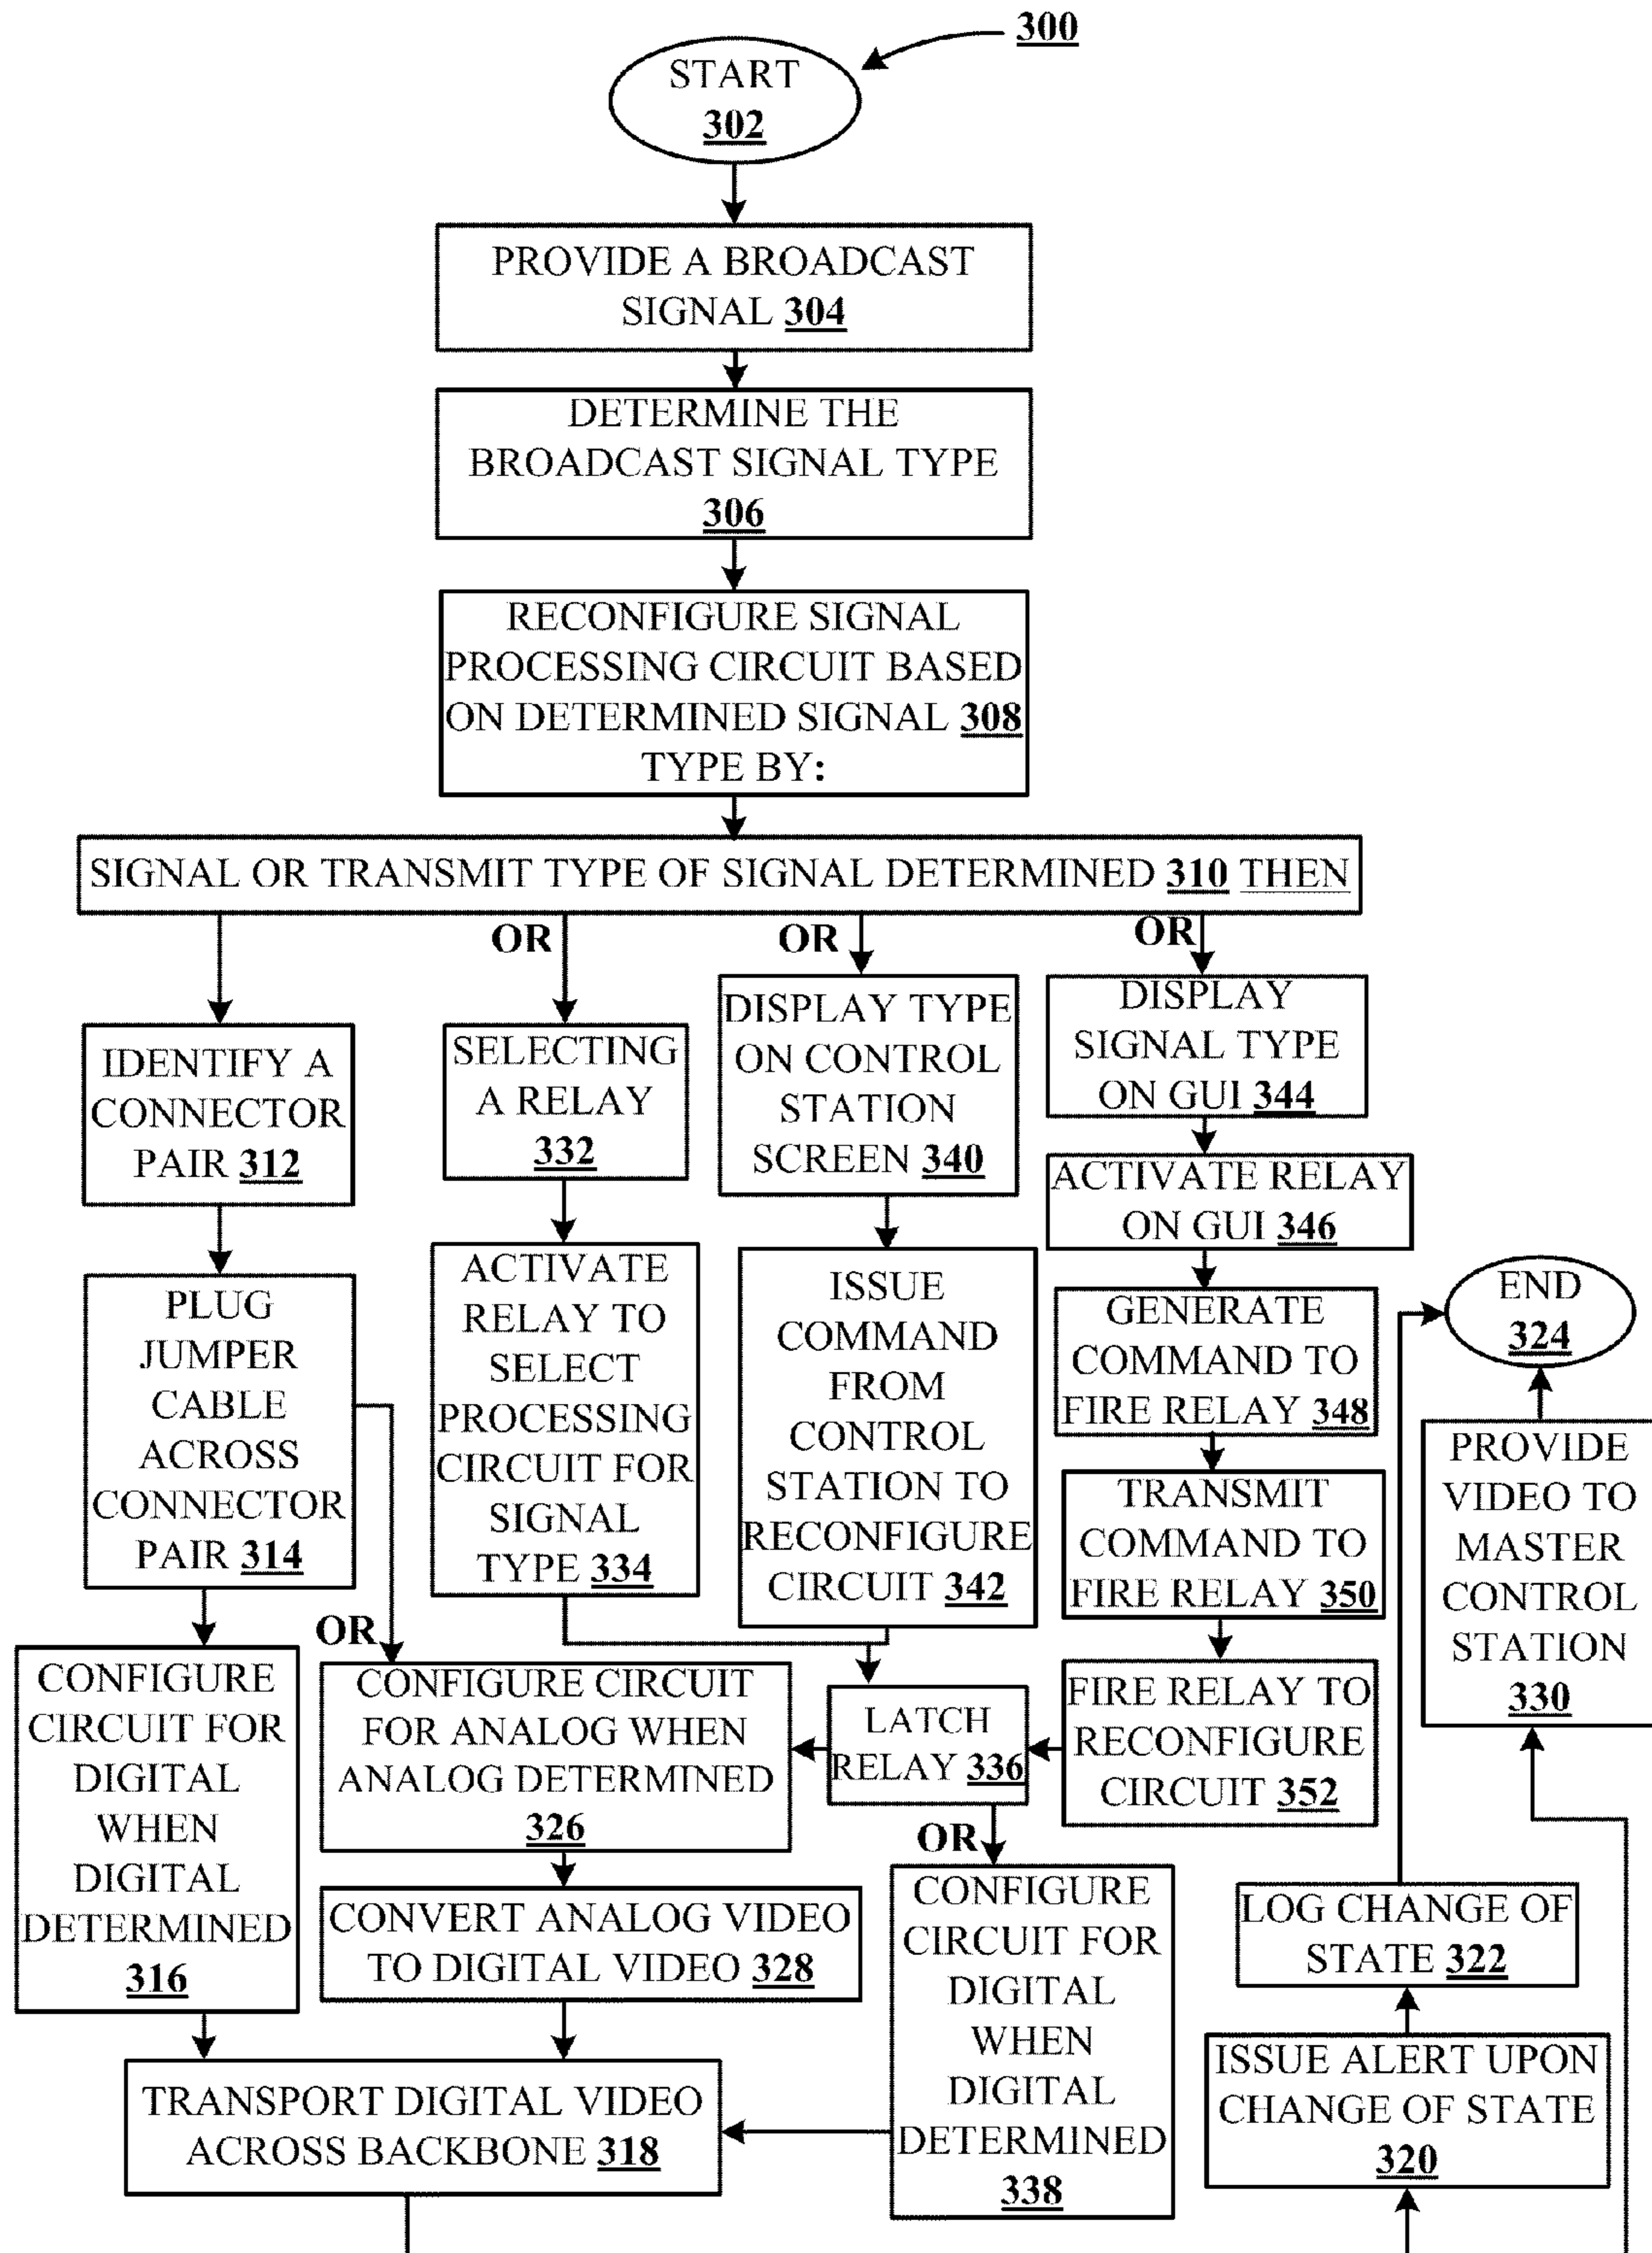 300
START
302
PROVIDE A BROADCAST
SIGNAL 304
DETERMINE THE
BROADCAST SIGNAL TYPE
306
RECONFIGURE SIGNAL
PROCESSING CIRCUIT BASED
ON DETERMINED SIGNAL 308
TYPE BY:
SIGNAL OR TRANSMIT TYPE OF SIGNAL DETERMINED 310 THEN
IDENTIFY A
CONNECTOR
PAIR 312
PLUG
JUMPER
CABLE
ACROSS
CONNECTOR
PAIR 314
CONFIGURE
CIRCUIT FOR
DIGITAL
WHEN
DIGITAL
DETERMINED
316
OR
SELECTING
A RELAY
332
ACTIVATE
RELAY TO
SELECT
PROCESSING
CIRCUIT FOR
SIGNAL
TYPE 334
OR
CONFIGURE CIRCUIT
FOR ANALOG WHEN
ANALOG DETERMINED
326
CONVERT ANALOG VIDEO
TO DIGITAL VIDEO 328
TRANSPORT DIGITAL VIDEO
ACROSS BACKBONE 318
OR
DISPLAY TYPE
ON CONTROL
STATION
SCREEN 340
ISSUE
COMMAND
FROM
CONTROL
STATION TO
RECONFIGURE
CIRCUIT 342
LATCH
RELAY 336
OR
CONFIGURE
CIRCUIT FOR
DIGITAL
WHEN
DIGITAL
DETERMINED
338
OR
DISPLAY
SIGNAL TYPE
ON GUI 344
ACTIVATE RELAY
ON GUI 346
GENERATE
COMMAND TO
FIRE RELAY 348
TRANSMIT
COMMAND TO
FIRE RELAY 350
FIRE RELAY TO
RECONFIGURE
CIRCUIT 352
END
324
PROVIDE
VIDEO TO
MASTER
CONTROL
STATION
330
LOG CHANGE OF
STATE 322
ISSUE ALERT UPON
CHANGE OF STATE
320